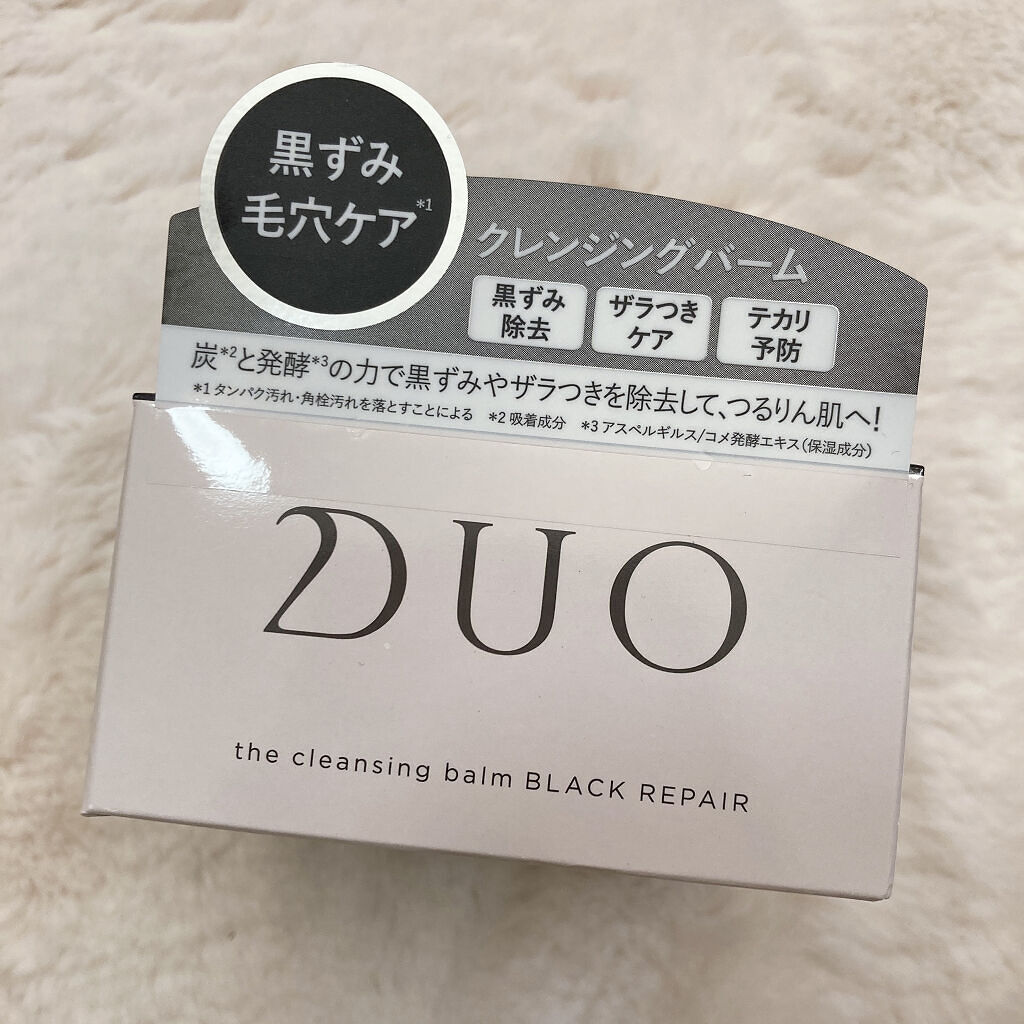 黒ずみ
毛穴ケア*1
クレンジングバーム
黒ずみ
除去
ザラつき
ケア
テカリ
予防
炭*2と発酵*3の力で黒ずみやザラつきを除去して、つるりん肌へ!
*1 タンパク汚れ・角栓汚れを落とすことによる *2 吸着成分 *3 アスペルギルス/コメ発酵エキス(保湿成分)
DUO
the cleansing balm BLACK REPAIR